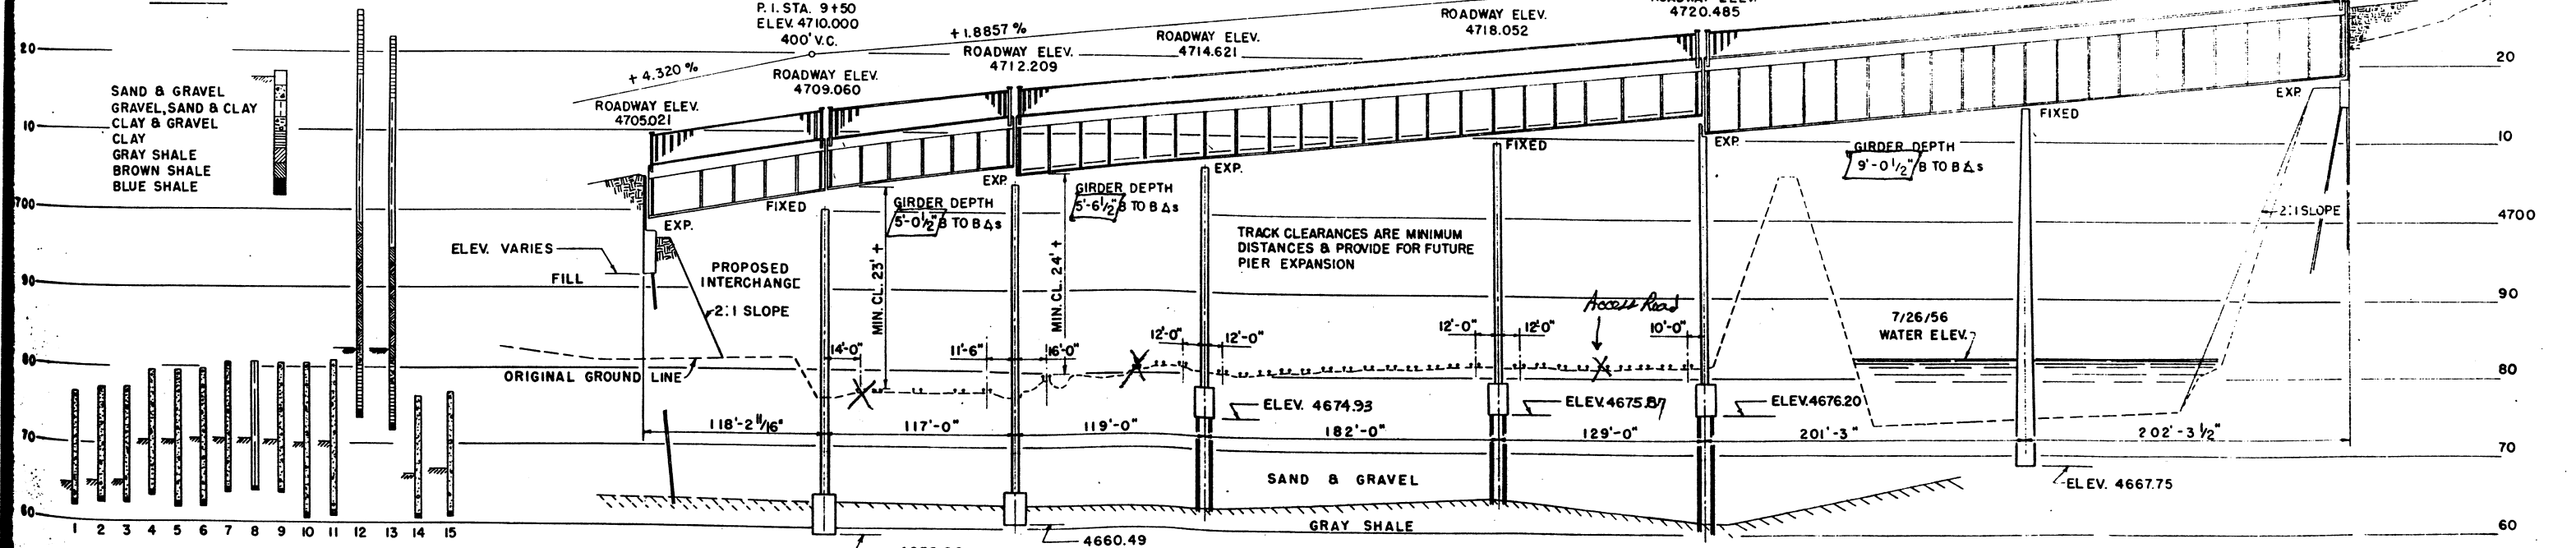 P. I. STA. 9+50
ELEV. 4710.000
400' V.C.
+1.8857 %
+4.320 %
ROADWAY ELEV.
4705.021
ROADWAY ELEV.
4709.060
ROADWAY ELEV.
4712.209
ROADWAY ELEV.
4714.621
ROADWAY ELEV.
4718.052
4720.485
20
10
700
90
80
70
60
SAND & GRAVEL
GRAVEL, SAND & CLAY
CLAY & GRAVEL
CLAY
GRAY SHALE
BROWN SHALE
BLUE SHALE
1 2 3 4 5 6 7 8 9 10 11 12 13 14 15
ELEV. VARIES
FILL
EXP.
PROPOSED
INTERCHANGE
2:1 SLOPE
ORIGINAL GROUND LINE
FIXED
GIRDER DEPTH
5'-0 1/2" B TO B ∆s
MIN. CL. 23' +
EXP.
GIRDER DEPTH
5'-6 1/2" B TO B ∆s
MIN. CL. 24' +
EXP.
TRACK CLEARANCES ARE MINIMUM
DISTANCES & PROVIDE FOR FUTURE
PIER EXPANSION
FIXED
EXP.
GIRDER DEPTH
9'-0 1/2" B TO B ∆s
FIXED
EXP.
2:1 SLOPE
Access Road
7/26/56
WATER ELEV.
14'-0"
11'-6"
16'-0"
12'-0"
12'-0"
12'-0"
12'0"
10'-0"
ELEV. 4674.93
ELEV. 4675.87
ELEV. 4676.20
118'-2 11/16"
117'-0"
119'-0"
182'-0"
129'-0"
201'-3"
202'-3 1/2"
SAND & GRAVEL
GRAY SHALE
4660.49
ELEV. 4667.75
20
10
4700
90
80
70
60